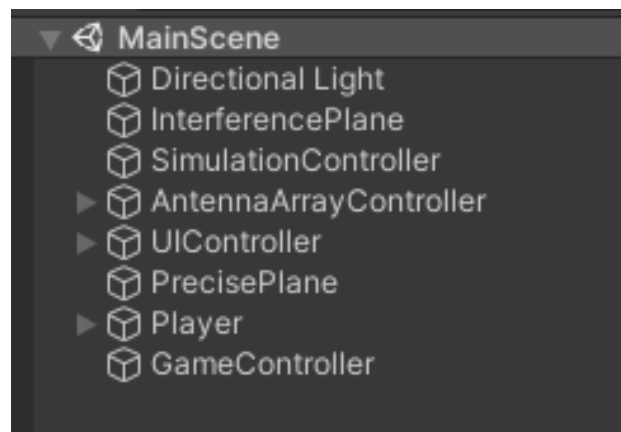 MainScene
Directional Light
InterferencePlane
SimulationController
AntennaArrayController
UIController
PrecisePlane
Player
GameController